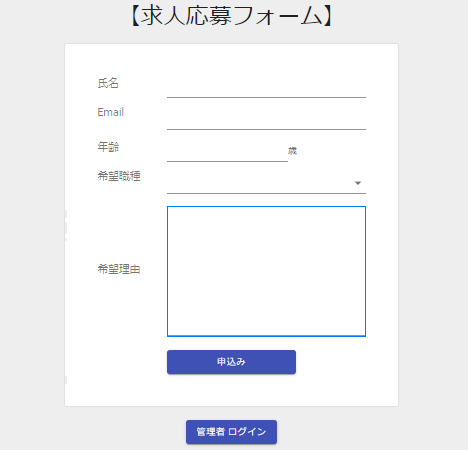 【求人応募フォーム】
氏名
Email
年齢
歳
希望職種
希望理由
申込み
管理者 ログイン